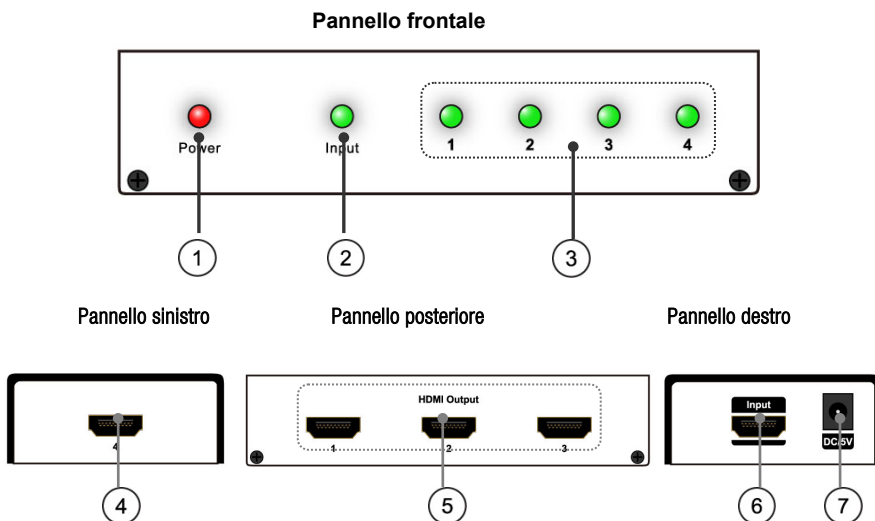 Pannello frontale
Power Input 1 2 3 4
1 2 3
Pannello sinistro Pannello posteriore Pannello destro
HDMI Output
Input
4 1 2 3 DC/5V
4 5 6 7